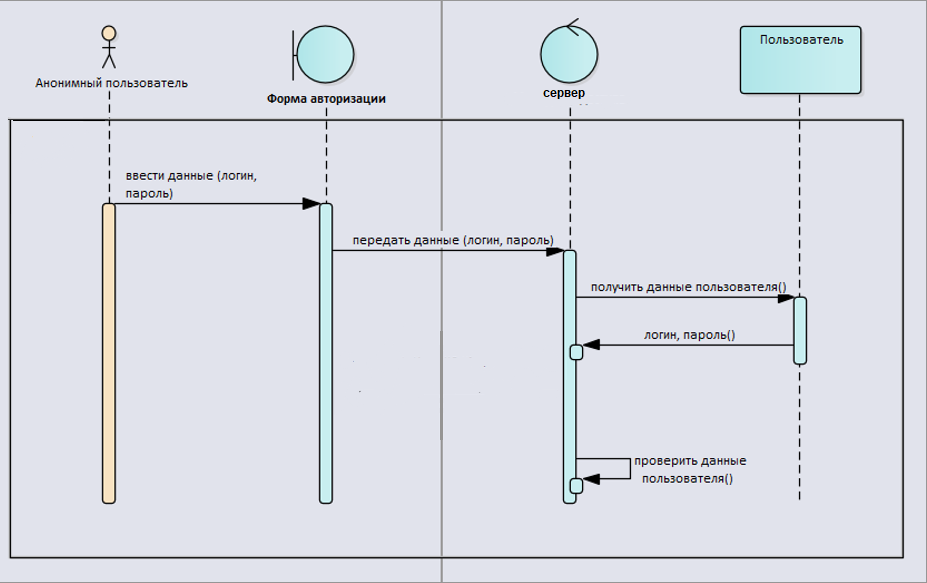 Анонимный пользователь
Форма авторизации
сервер
Пользователь
ввести данные (логин,
пароль)
передать данные (логин, пароль)
получить данные пользователя()
логин, пароль()
проверить данные
пользователя()